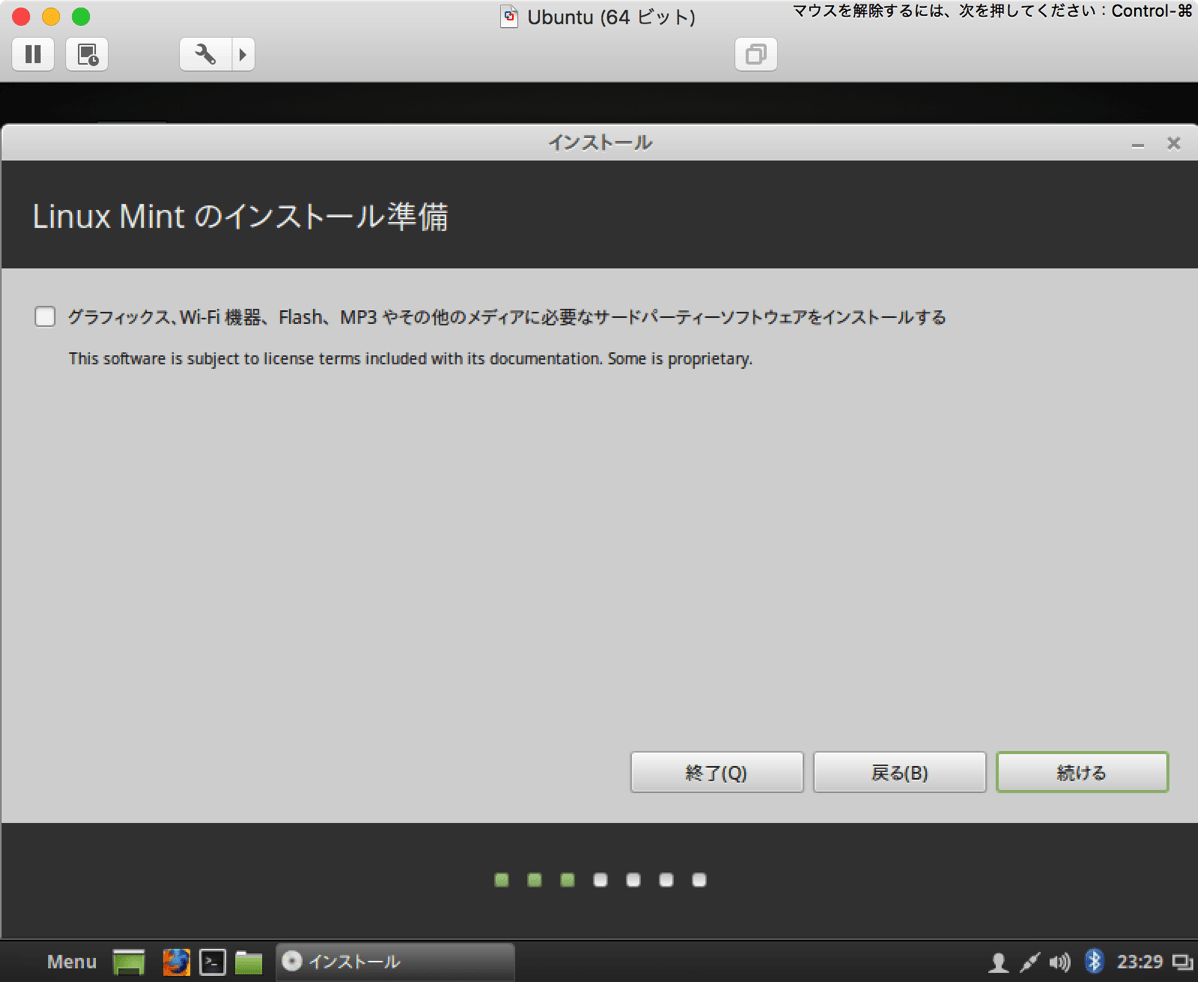 Ubuntu (64 ビット)
マウスを解除するには、次を押してください：Control-⌘
インストール
Linux Mint のインストール準備
グラフィックス、Wi-Fi 機器、Flash、MP3 やその他のメディアに必要なサードパーティーソフトウェアをインストールする
This software is subject to license terms included with its documentation. Some is proprietary.
終了(Q)
戻る(B)
続ける
Menu
インストール
23:29